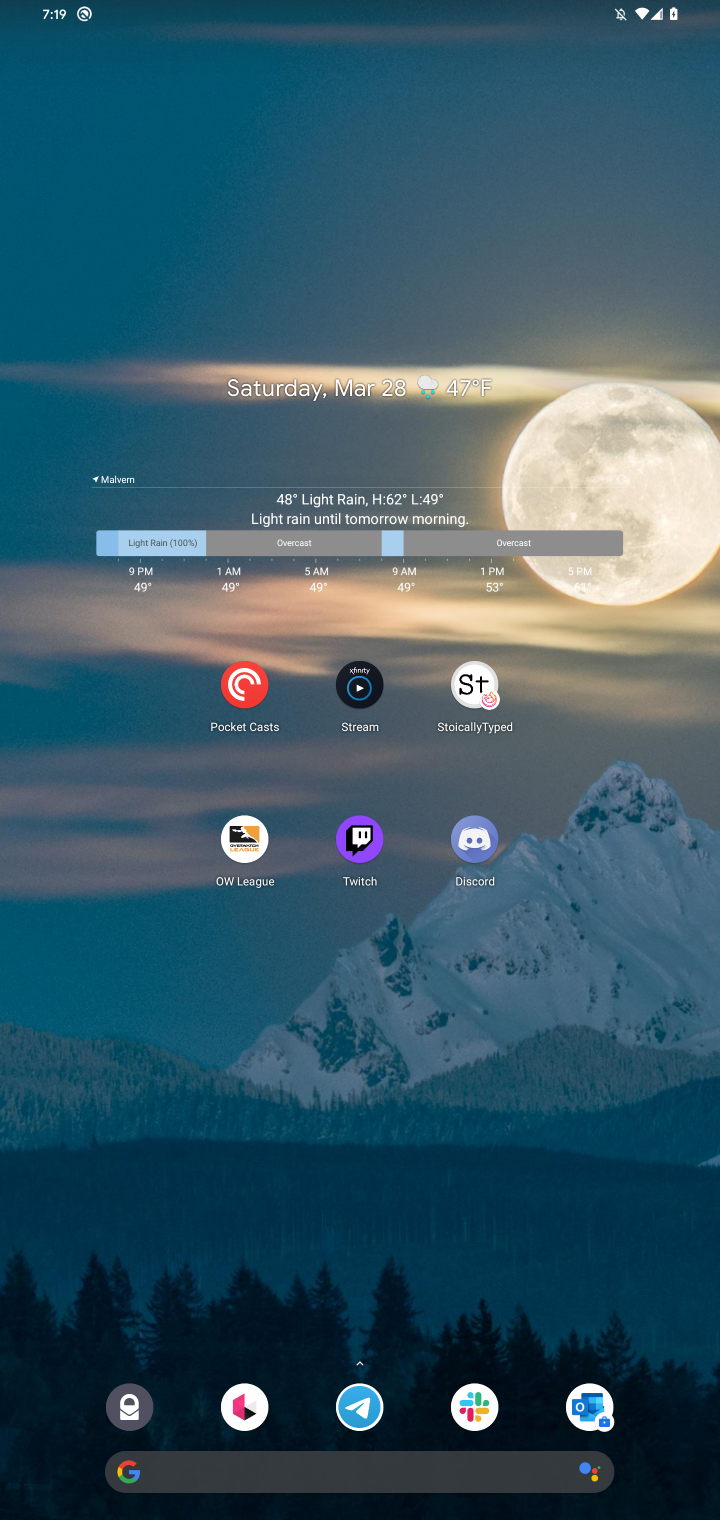 7:19
Saturday, Mar 28 47°F
Malvern
48° Light Rain, H:62° L:49°
Light rain until tomorrow morning.
Light Rain (100%) Overcast Overcast
9 PM 1 AM 5 AM 9 AM 1 PM 5 PM
49° 49° 49° 49° 53° 61°
xfinity St
Pocket Casts Stream StoicallyTyped
OVERWATCH
LEAGUE
OW League Twitch Discord
O
G